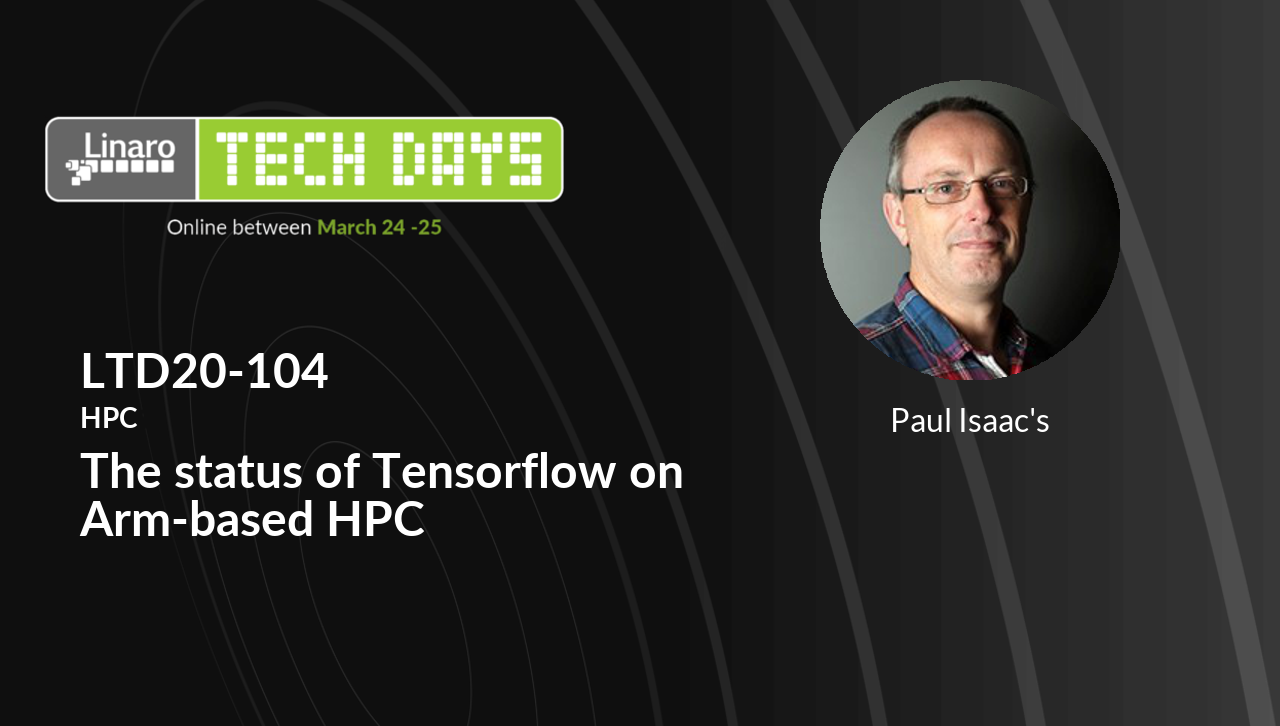 Linaro TECH DAYS
Online between March 24 -25
LTD20-104
HPC
The status of Tensorflow on
Arm-based HPC
Paul Isaac's